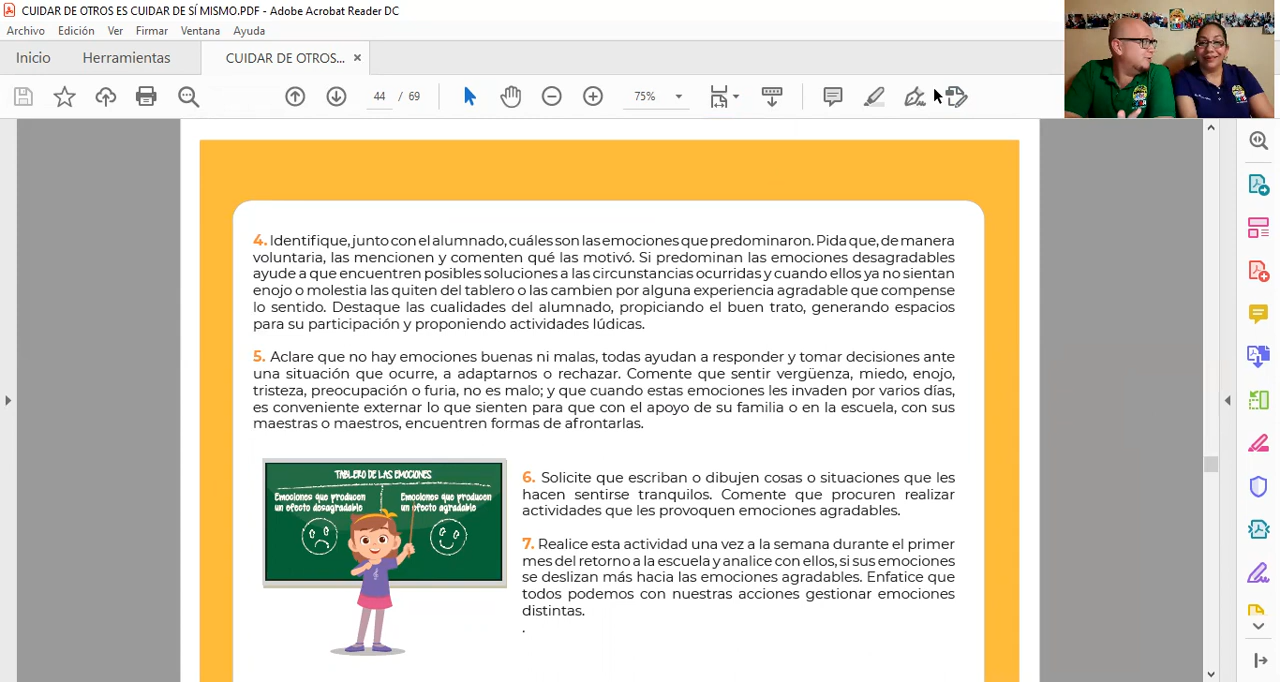 CUIDAR DE OTROS ES CUIDAR DE SÍ MISMO.PDF - Adobe Acrobat Reader DC
Archivo Edición Ver Firmar Ventana Ayuda
Inicio Herramientas CUIDAR DE OTROS... ×
44 / 69 75%
4. Identifique, junto con el alumnado, cuáles son las emociones que predominaron. Pida que, de manera
voluntaria, las mencionen y comenten qué las motivó. Si predominan las emociones desagradables
ayude a que encuentren posibles soluciones a las circunstancias ocurridas y cuando ellos ya no sientan
enojo o molestia las quiten del tablero o las cambien por alguna experiencia agradable que compense
lo sentido. Destaque las cualidades del alumnado, propiciando el buen trato, generando espacios
para su participación y proponiendo actividades lúdicas.
5. Aclare que no hay emociones buenas ni malas, todas ayudan a responder y tomar decisiones ante
una situación que ocurre, a adaptarnos o rechazar. Comente que sentir vergüenza, miedo, enojo,
tristeza, preocupación o furia, no es malo; y que cuando estas emociones les invaden por varios días,
es conveniente externar lo que sienten para que con el apoyo de su familia o en la escuela, con sus
maestras o maestros, encuentren formas de afrontarlas.
TABLERO DE LAS EMOCIONES
Emociones que producen
un efecto desagradable
Emociones que producen
un efecto agradable
6. Solicite que escriban o dibujen cosas o situaciones que les
hacen sentirse tranquilos. Comente que procuren realizar
actividades que les provoquen emociones agradables.
7. Realice esta actividad una vez a la semana durante el primer
mes del retorno a la escuela y analice con ellos, si sus emociones
se deslizan más hacia las emociones agradables. Enfatice que
todos podemos con nuestras acciones gestionar emociones
distintas.
.